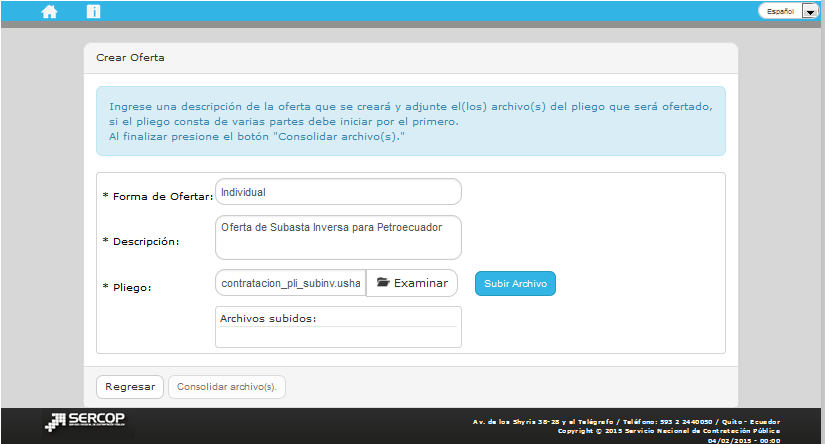 Español
Crear Oferta
Ingrese una descripción de la oferta que se creará y adjunte el(los) archivo(s) del pliego que será ofertado,
si el pliego consta de varias partes debe iniciar por el primero.
Al finalizar presione el botón "Consolidar archivo(s)."
* Forma de Ofertar: Individual
* Descripción: Oferta de Subasta Inversa para Petroecuador
* Pliego: contratacion_pli_subinv.usha Examinar Subir Archivo
Archivos subidos:
Regresar Consolidar archivo(s).
SERCOP
Av. de los Shyris 38-28 y el Telégrafo / Teléfono: 593 2 2440050 / Quito - Ecuador
Copyright © 2015 Servicio Nacional de Contratación Pública
04/02/2015 - 00:00